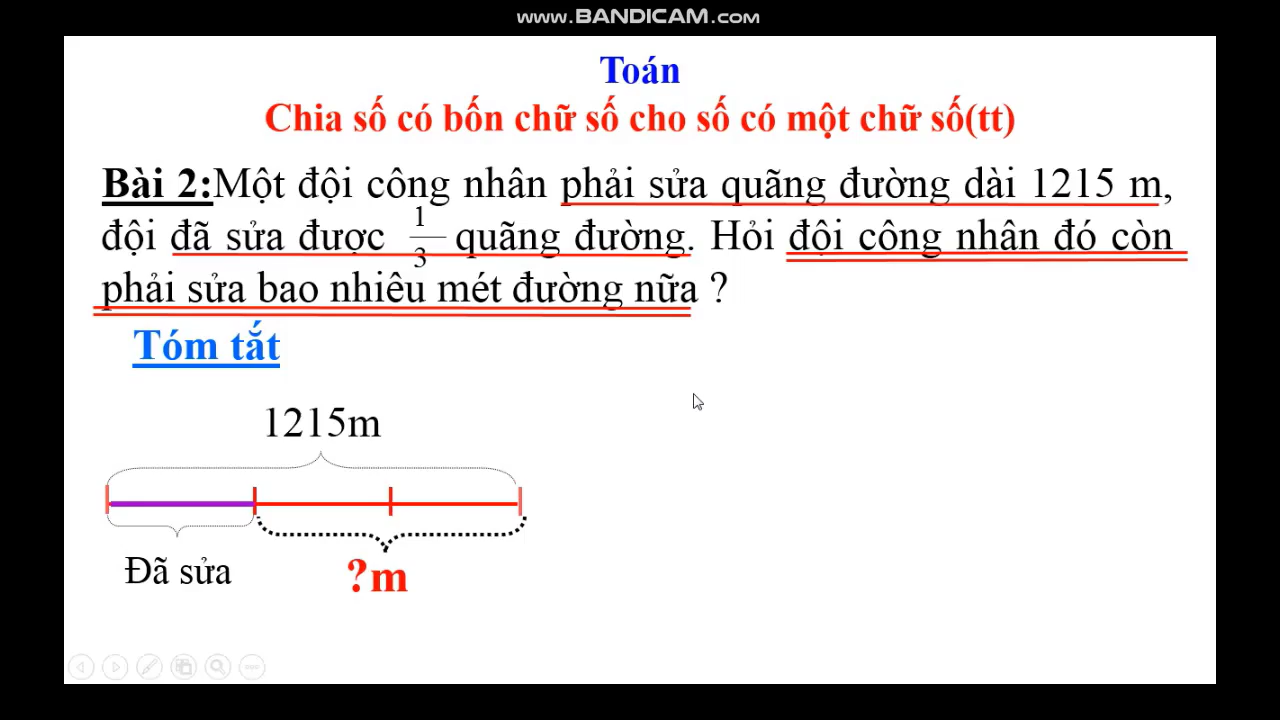 www.BANDICAM.com
Toán
Chia số có bốn chữ số cho số có một chữ số(tt)
Bài 2:Một đội công nhân phải sửa quãng đường dài 1215 m,
đội đã sửa được 1/3 quãng đường. Hỏi đội công nhân đó còn
phải sửa bao nhiêu mét đường nữa ?
Tóm tắt
1215m
Đã sửa
?m